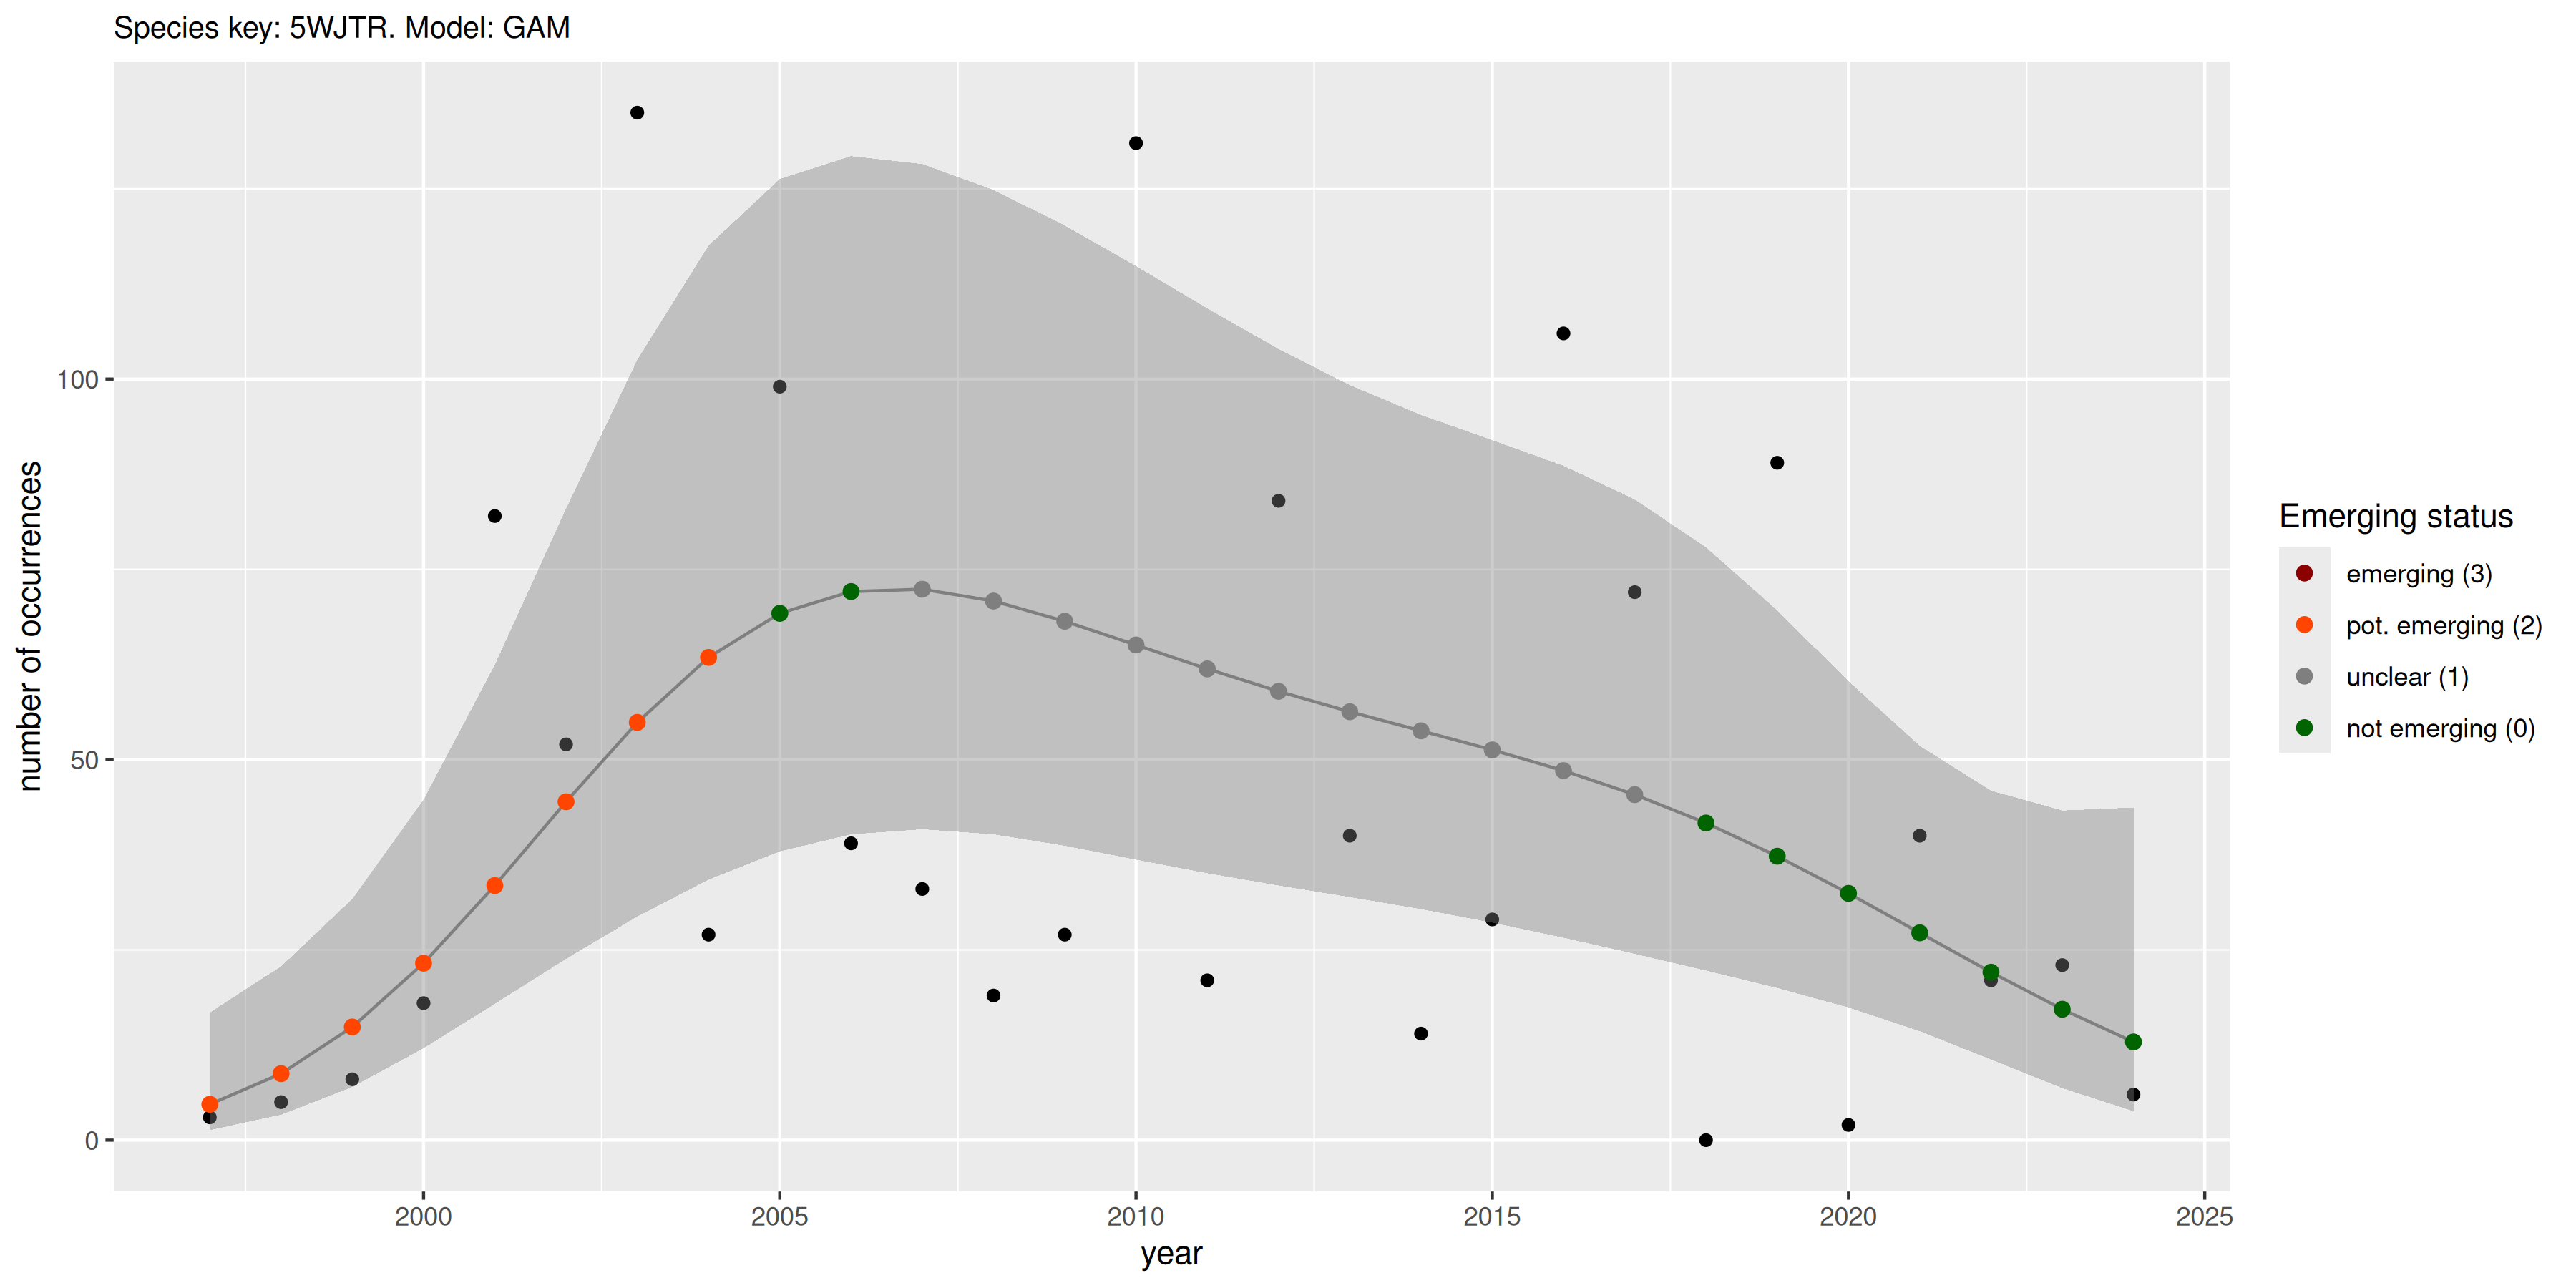 Species key: 5WJTR. Model: GAM
number of occurrences
100
50
0
2000
2005
2010
2015
2020
2025
year
Emerging status
emerging (3)
pot. emerging (2)
unclear (1)
not emerging (0)